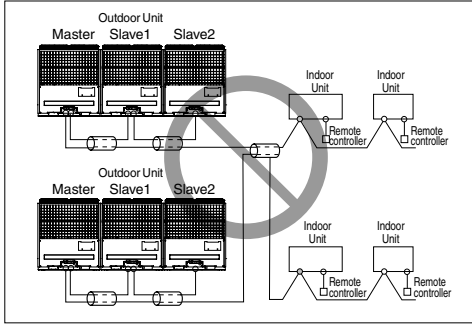 Outdoor Unit
Master Slave1 Slave2
Indoor
Unit
Indoor
Unit
Remote
controller
Remote
controller
Outdoor Unit
Master Slave1 Slave2
Indoor
Unit
Indoor
Unit
Remote
controller
Remote
controller